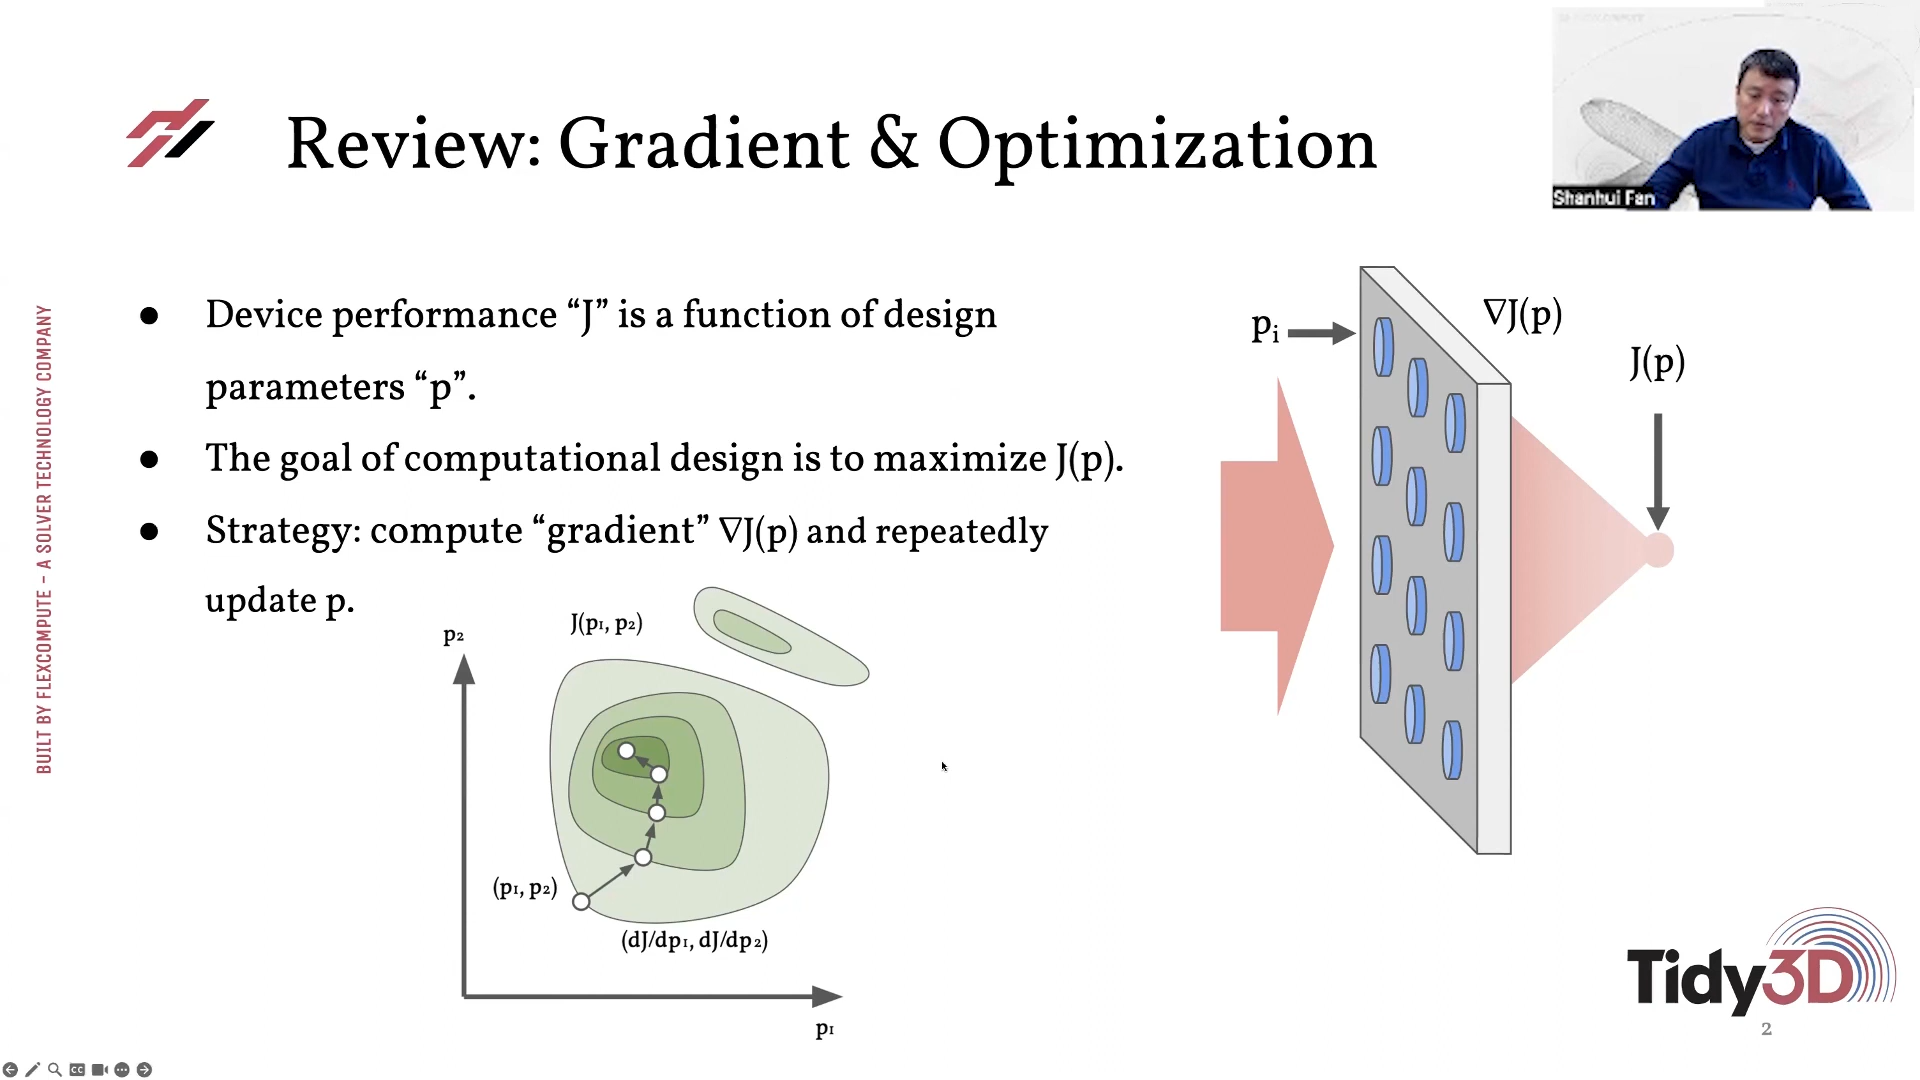 Review: Gradient & Optimization
Shanhui Fan
BUILT BY FLEXCOMPUTE - A SOLVER TECHNOLOGY COMPANY
● Device performance “J” is a function of design
parameters “p”.
● The goal of computational design is to maximize J(p).
● Strategy: compute “gradient” ∇J(p) and repeatedly
update p.
p₂
J(p₁, p₂)
(p₁, p₂)
(dJ/dp₁, dJ/dp₂)
p₁
pᵢ
∇J(p)
J(p)
Tidy3D
2
CC